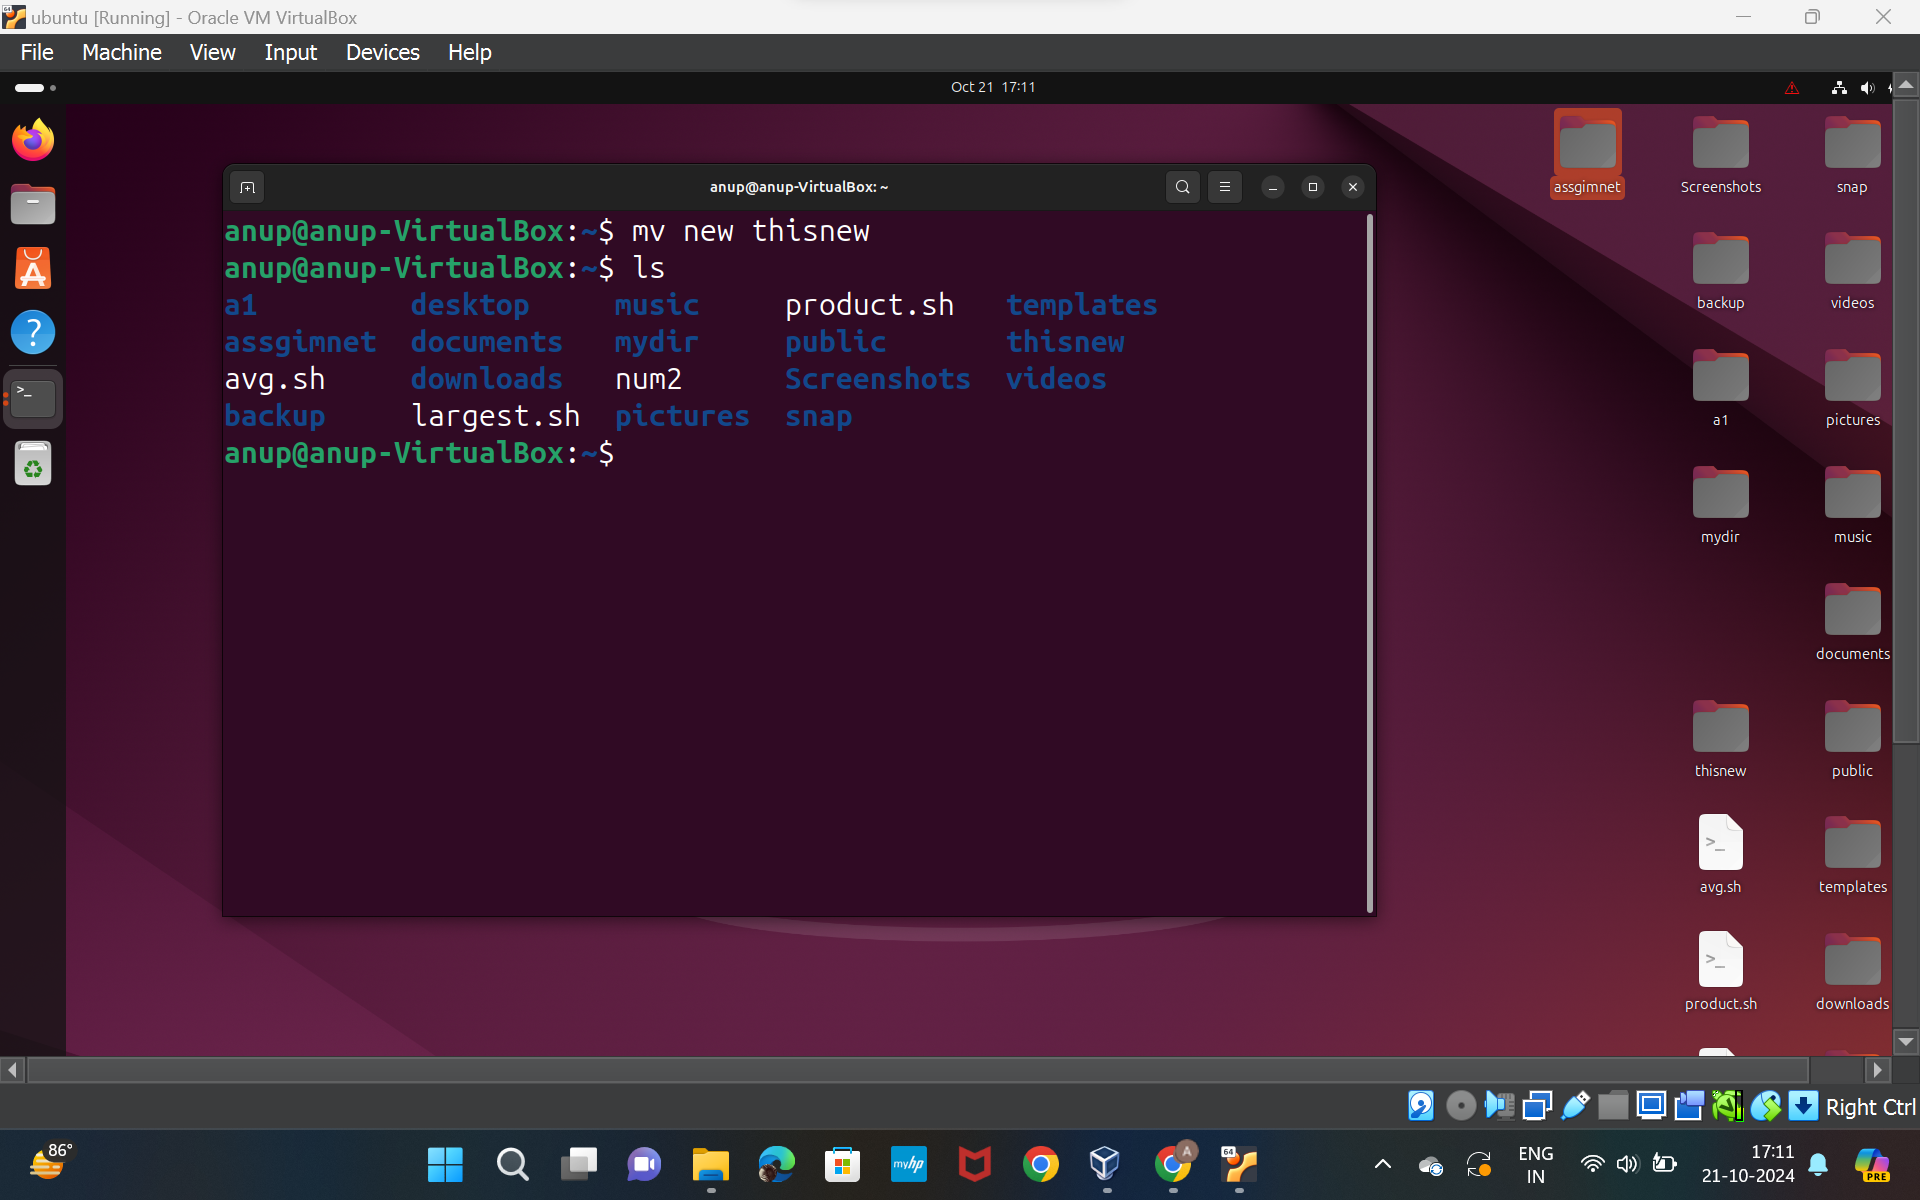 ubuntu [Running] - Oracle VM VirtualBox
File Machine View Input Devices Help
Oct 21 17:11
anup@anup-VirtualBox: ~
anup@anup-VirtualBox:~$ mv new thisnew
anup@anup-VirtualBox:~$ ls
a1 desktop music product.sh templates
assgimnet documents mydir public thisnew
avg.sh downloads num2 Screenshots videos
backup largest.sh pictures snap
anup@anup-VirtualBox:~$
assgimnet Screenshots snap
backup videos
a1 pictures
mydir music
documents
thisnew public
avg.sh templates
product.sh downloads
Right Ctrl
86°
myhp
A
64
ENG
IN
17:11
21-10-2024
PRE